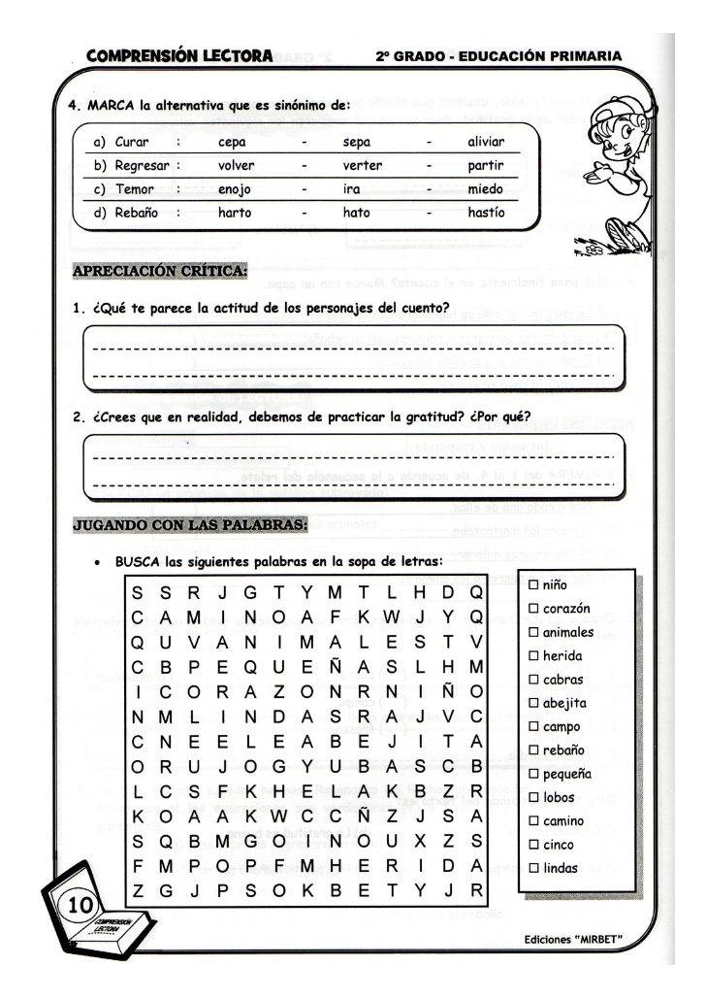 COMPRENSIÓN LECTORA 2º GRADO - EDUCACIÓN PRIMARIA
4. MARCA la alternativa que es sinónimo de:
a) Curar : cepa - sepa - aliviar
b) Regresar : volver - verter - partir
c) Temor : enojo - ira - miedo
d) Rebaño : harto - hato - hastío
APRECIACIÓN CRÍTICA:
1. ¿Qué te parece la actitud de los personajes del cuento?
2. ¿Crees que en realidad, debemos de practicar la gratitud? ¿Por qué?
JUGANDO CON LAS PALABRAS:
• BUSCA las siguientes palabras en la sopa de letras:
S S R J G T Y M T L H D Q
C A M I N O A F K W J Y Q
Q U V A N I M A L E S T V
C B P E Q U E Ñ A S L H M
I C O R A Z O N R N I Ñ O
N M L I N D A S R A J V C
C N E E L E A B E J I T A
O R U J O G Y U B A S C B
L C S F K H E L A K B Z R
K O A A K W C C Ñ Z J S A
S Q B M G O I N O U X Z S
F M P O P F M H E R I D A
Z G J P S O K B E T Y J R
niño
corazón
animales
herida
cabras
abejita
campo
rebaño
pequeña
lobos
camino
cinco
lindas
10
COMPRENSIÓN
LECTORA
Ediciones "MIRBET"